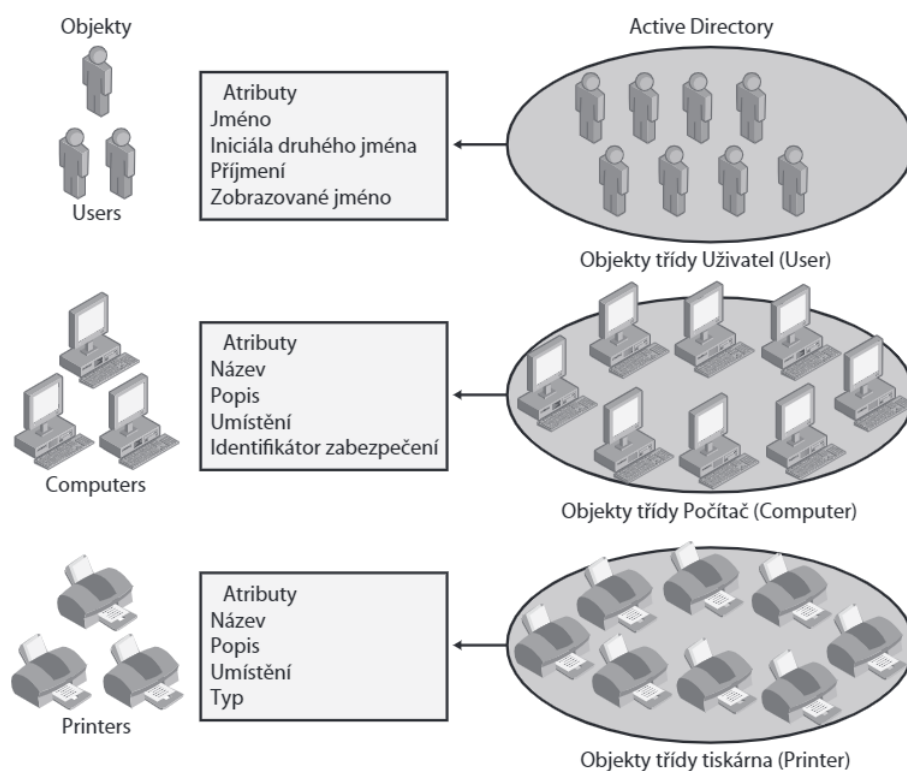 Objekty
Active Directory
Atributy
Jméno
Iniciála druhého jména
Příjmení
Zobrazované jméno
Users
Objekty třídy Uživatel (User)
Atributy
Název
Popis
Umístění
Identifikátor zabezpečení
Computers
Objekty třídy Počítač (Computer)
Atributy
Název
Popis
Umístění
Typ
Printers
Objekty třídy tiskárna (Printer)